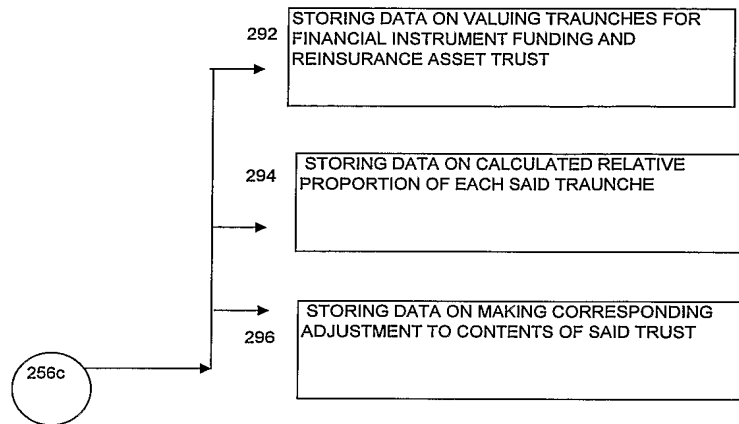 292
STORING DATA ON VALUING TRAUNCHES FOR
FINANCIAL INSTRUMENT FUNDING AND
REINSURANCE ASSET TRUST
294
STORING DATA ON CALCULATED RELATIVE
PROPORTION OF EACH SAID TRAUNCHE
296
STORING DATA ON MAKING CORRESPONDING
ADJUSTMENT TO CONTENTS OF SAID TRUST
256c